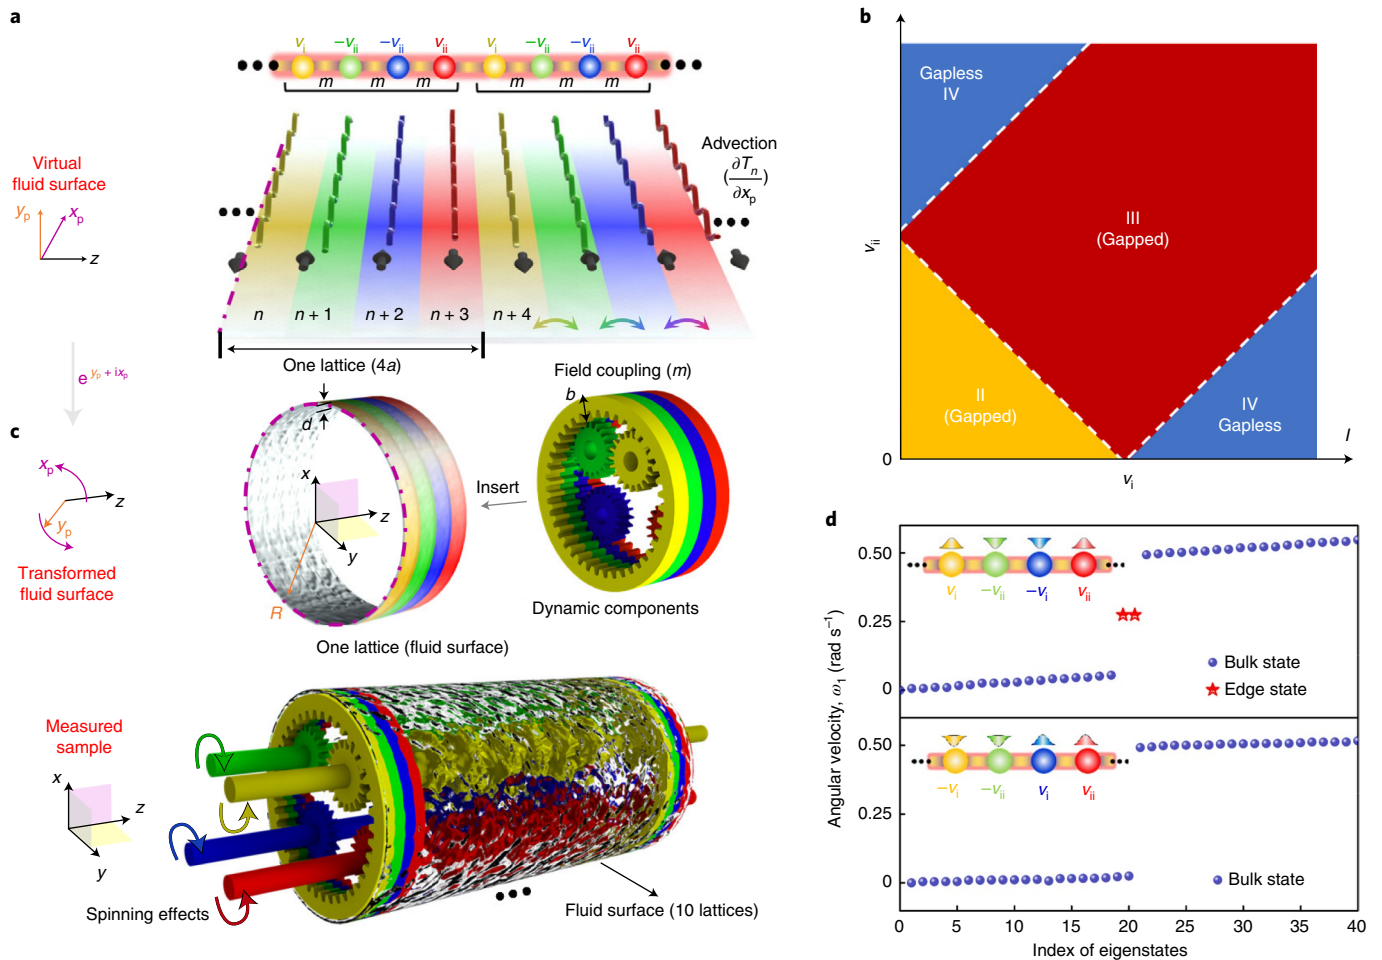 a
v_i
−v_ii
−v_ii
v_ii
v_i
−v_ii
−v_ii
v_ii
m
m
m
m
m
m
Virtual
fluid surface
y_p
x_p
z
Advection
(∂T_n/∂x_p)
n
n + 1
n + 2
n + 3
n + 4
One lattice (4a)
Field coupling (m)
e^{y_p + ix_p}
b
v_ii
Gapless
IV
III
(Gapped)
II
(Gapped)
IV
Gapless
0
v_i
I
c
x_p
z
y_p
Transformed
fluid surface
d
x
z
y
R
Insert
b
Dynamic components
One lattice (fluid surface)
Measured
sample
x
z
y
Spinning effects
Fluid surface (10 lattices)
d
Angular velocity, ω₁ (rad s⁻¹)
0.50
0.25
0
v_i
−v_ii
−v_i
v_ii
Bulk state
Edge state
0.50
0.25
0
−v_i
−v_ii
v_i
v_ii
Bulk state
0
5
10
15
20
25
30
35
40
Index of eigenstates